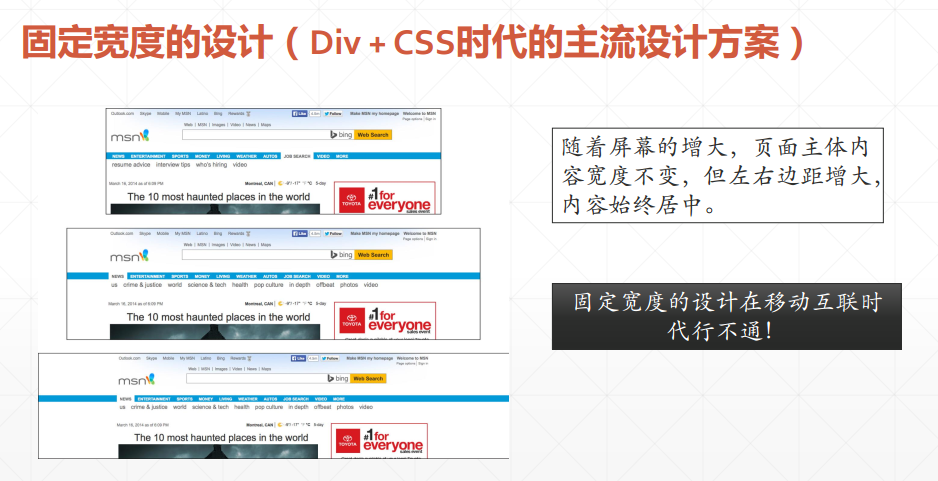 固定宽度的设计（Div + CSS时代的主流设计方案）
Outlook.com Skype Mobile My MSN Latino Bing Rewards Like Follow Make MSN my homepage Welcome to MSN
Page options | Sign in
Web | MSN | Images | Video | News | Maps
msn bing Web Search
NEWS ENTERTAINMENT SPORTS MONEY LIVING WEATHER AUTOS JOB SEARCH VIDEO MORE
resume advice interview tips who's hiring video
March 16, 2014 as of 6:09 PM Montreal, CAN 5-day
The 10 most haunted places in the world
TOYOTA #1 for everyone
sales event
随着屏幕的增大，页面主体内
容宽度不变，但左右边距增大，
内容始终居中。
Outlook.com Skype Mobile My MSN Latino Bing Rewards Like Follow Make MSN my homepage Welcome to MSN
Page options | Sign in
Web | MSN | Images | Video | News | Maps
msn bing Web Search
NEWS ENTERTAINMENT SPORTS MONEY LIVING WEATHER AUTOS JOB SEARCH VIDEO MORE
us crime & justice world science & tech health pop culture in depth offbeat photos video
March 16, 2014 as of 6:09 PM Montreal, CAN 5-day
The 10 most haunted places in the world
TOYOTA #1 for everyone
sales event
固定宽度的设计在移动互联时
代行不通！
Outlook.com Skype Mobile My MSN Latino Bing Rewards Like Follow Make MSN my homepage Welcome to MSN
Page options | Sign in
Web | MSN | Images | Video | News | Maps
msn bing Web Search
NEWS ENTERTAINMENT SPORTS MONEY LIVING WEATHER AUTOS JOB SEARCH VIDEO MORE
us crime & justice world science & tech health pop culture in depth offbeat photos video
March 16, 2014 as of 6:09 PM Montreal, CAN 5-day
The 10 most haunted places in the world
TOYOTA #1 for everyone
sales event